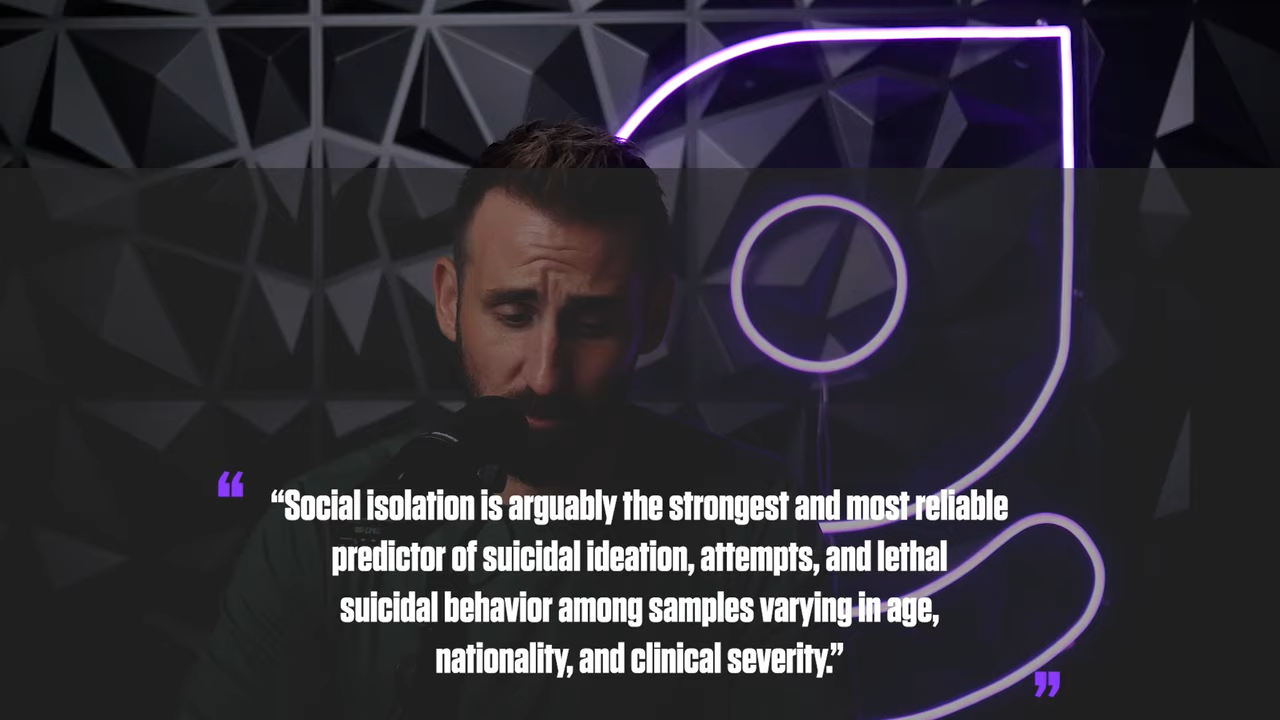 “Social isolation is arguably the strongest and most reliable
predictor of suicidal ideation, attempts, and lethal
suicidal behavior among samples varying in age,
nationality, and clinical severity.”